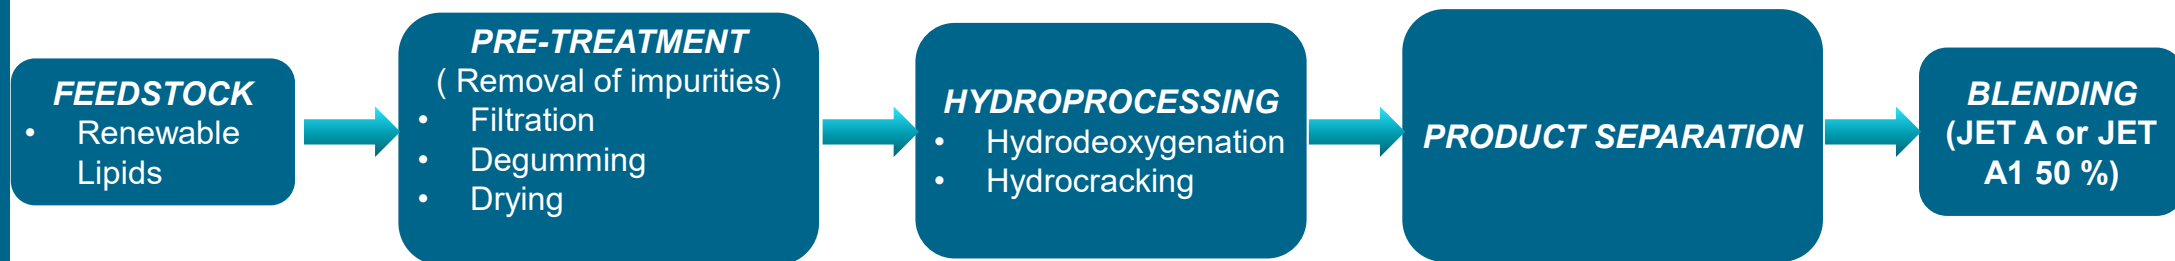 FEEDSTOCK
• Renewable
Lipids
PRE-TREATMENT
( Removal of impurities)
• Filtration
• Degumming
• Drying
HYDROPROCESSING
• Hydrodeoxygenation
• Hydrocracking
PRODUCT SEPARATION
BLENDING
(JET A or JET
A1 50 %)